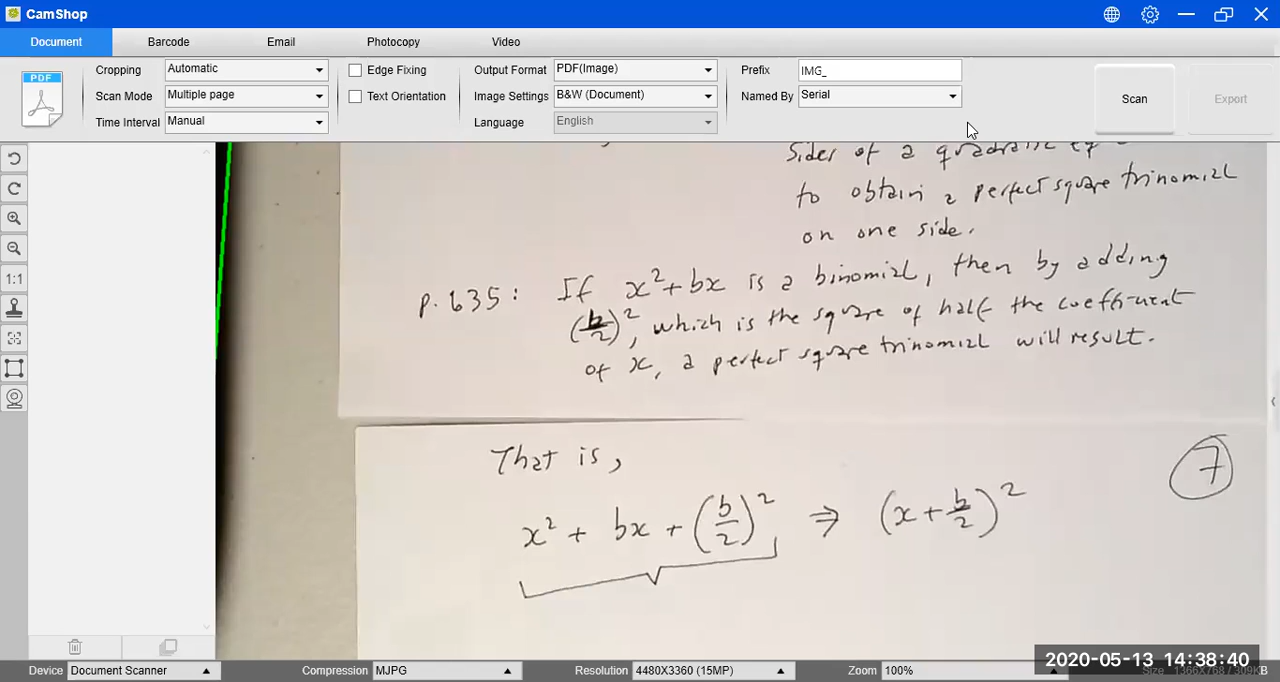 CamShop
Document Barcode Email Photocopy Video
PDF
Cropping Automatic
Scan Mode Multiple page
Time Interval Manual
Edge Fixing
Text Orientation
Output Format PDF(Image)
Image Settings B&W (Document)
Language English
Prefix IMG_
Named By Serial
Scan
Export
1:1
sides of a quadratic
to obtain a perfect square trinomial
on one side.
p. 635: If x²+bx is a binomial, then by adding
(b/2)², which is the square of half the coefficient
of x, a perfect square trinomial will result.
That is,
7
x² + bx + (b/2)² ⇒ (x + b/2)²
2020-05-13 14:38:40
Device Document Scanner Compression MJPG Resolution 4480X3360 (15MP) Zoom 100% Size